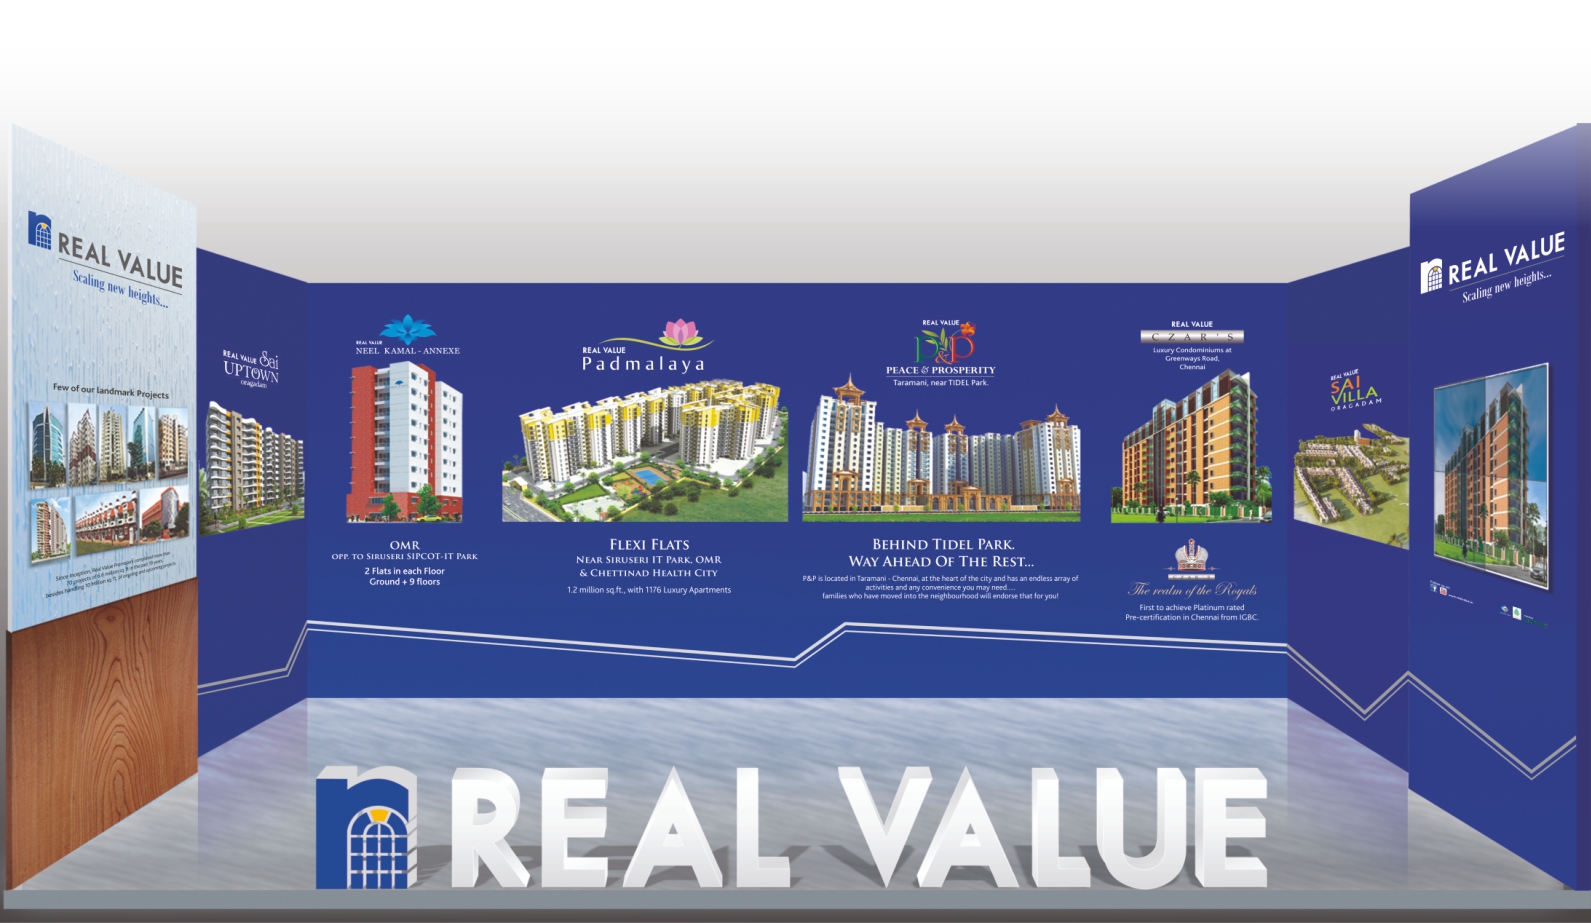 REAL VALUE
Scaling new heights...
Few of our landmark Projects
REAL VALUE Sai
UPTOWN
oragadam
REAL VALUE
NEEL KAMAL - ANNEXE
OMR
OPP. TO SIRUSERI SIPCOT-IT PARK
2 Flats in each Floor
Ground + 9 floors
REAL VALUE
Padmalaya
FLEXI FLATS
NEAR SIRUSERI IT PARK, OMR
& CHETTINAD HEALTH CITY
1.2 million sq.ft., with 1176 Luxury Apartments
REAL VALUE
P&P
PEACE & PROSPERITY
Taramani, near TIDEL Park.
BEHIND TIDEL PARK.
WAY AHEAD OF THE REST...
P&P is located in Taramani - Chennai, at the heart of the city and has an endless array of
activities and any convenience you may need....
families who have moved into the neighbourhood will endorse that for you!
REAL VALUE
CZAR'S
Luxury Condominiums at
Greenways Road,
Chennai
The realm of the Royals
First to achieve Platinum rated
Pre-certification in Chennai from IGBC.
REAL VALUE
SAI
VILLA
ORAGADAM
REAL VALUE
Scaling new heights...
REAL VALUE